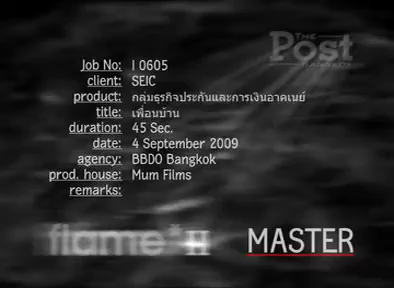 THE
Post
BANGKOK
Job No: I 0605
client: SEIC
product: กลุ่มธุรกิจประกันและการเงินอาคเนย์
title: เพื่อนบ้าน
duration: 45 Sec.
date: 4 September 2009
agency: BBDO Bangkok
prod. house: Mum Films
remarks:
flame* II MASTER